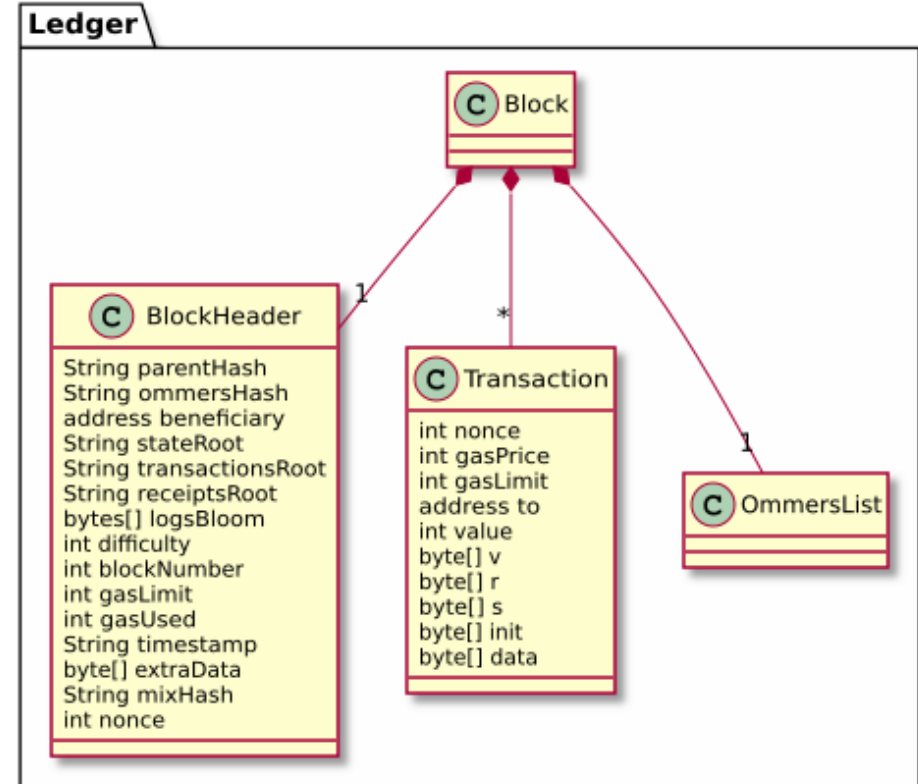 Ledger
C Block
1
*
1
C BlockHeader
String parentHash
String ommersHash
address beneficiary
String stateRoot
String transactionsRoot
String receiptsRoot
bytes[] logsBloom
int difficulty
int blockNumber
int gasLimit
int gasUsed
String timestamp
byte[] extraData
String mixHash
int nonce
C Transaction
int nonce
int gasPrice
int gasLimit
address to
int value
byte[] v
byte[] r
byte[] s
byte[] init
byte[] data
C OmmersList